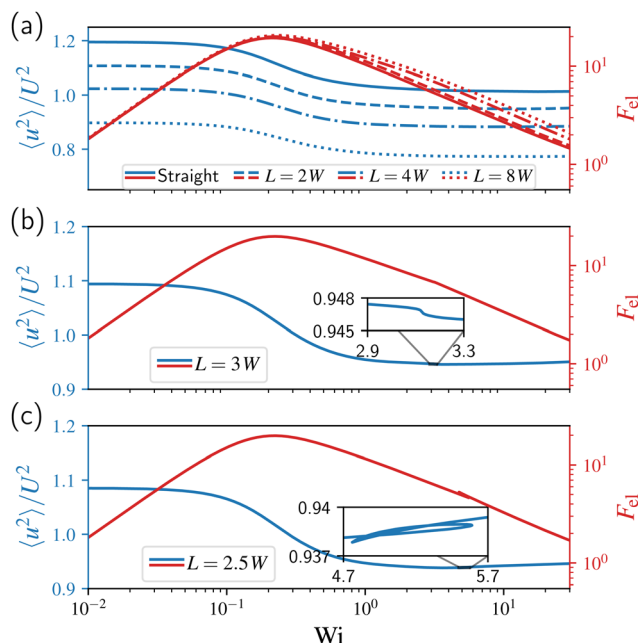 (a)
1.2
1.0
0.8
⟨u²⟩/U²
10¹
10⁰
F_el
Straight L = 2W L = 4W L = 8W
(b)
1.2
1.1
1.0
0.9
⟨u²⟩/U²
0.948
0.945
2.9 3.3
L = 3W
10¹
10⁰
F_el
(c)
1.2
1.1
1.0
0.9
⟨u²⟩/U²
0.94
0.937
4.7 5.7
L = 2.5W
10¹
10⁰
F_el
10⁻² 10⁻¹ 10⁰ 10¹
Wi